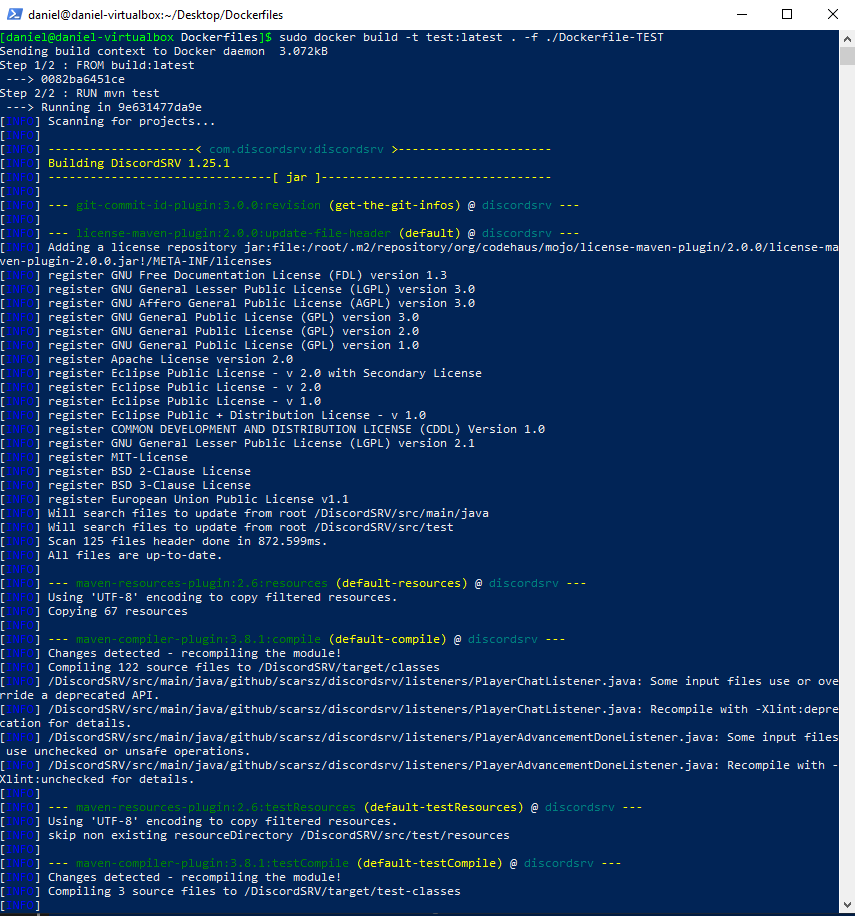 daniel@daniel-virtualbox:~/Desktop/Dockerfiles
[daniel@daniel-virtualbox Dockerfiles]$ sudo docker build -t test:latest . -f ./Dockerfile-TEST
Sending build context to Docker daemon  3.072kB
Step 1/2 : FROM build:latest
 ---> 0082ba6451ce
Step 2/2 : RUN mvn test
 ---> Running in 9e631477da9e
[INFO] Scanning for projects...
[INFO]
[INFO] ---------------------< com.discordsrv:discordsrv >----------------------
[INFO] Building DiscordSRV 1.25.1
[INFO] --------------------------------[ jar ]---------------------------------
[INFO]
[INFO] --- git-commit-id-plugin:3.0.0:revision (get-the-git-infos) @ discordsrv ---
[INFO]
[INFO] --- license-maven-plugin:2.0.0:update-file-header (default) @ discordsrv ---
[INFO] Adding a license repository jar:file:/root/.m2/repository/org/codehaus/mojo/license-maven-plugin/2.0.0/license-ma
ven-plugin-2.0.0.jar!/META-INF/licenses
[INFO] register GNU Free Documentation License (FDL) version 1.3
[INFO] register GNU General Lesser Public License (LGPL) version 3.0
[INFO] register GNU Affero General Public License (AGPL) version 3.0
[INFO] register GNU General Public License (GPL) version 3.0
[INFO] register GNU General Public License (GPL) version 2.0
[INFO] register GNU General Public License (GPL) version 1.0
[INFO] register Apache License version 2.0
[INFO] register Eclipse Public License - v 2.0 with Secondary License
[INFO] register Eclipse Public License - v 2.0
[INFO] register Eclipse Public License - v 1.0
[INFO] register Eclipse Public + Distribution License - v 1.0
[INFO] register COMMON DEVELOPMENT AND DISTRIBUTION LICENSE (CDDL) Version 1.0
[INFO] register GNU General Lesser Public License (LGPL) version 2.1
[INFO] register MIT-License
[INFO] register BSD 2-Clause License
[INFO] register BSD 3-Clause License
[INFO] register European Union Public License v1.1
[INFO] Will search files to update from root /DiscordSRV/src/main/java
[INFO] Will search files to update from root /DiscordSRV/src/test
[INFO] Scan 125 files header done in 872.599ms.
[INFO] All files are up-to-date.
[INFO]
[INFO] --- maven-resources-plugin:2.6:resources (default-resources) @ discordsrv ---
[INFO] Using 'UTF-8' encoding to copy filtered resources.
[INFO] Copying 67 resources
[INFO]
[INFO] --- maven-compiler-plugin:3.8.1:compile (default-compile) @ discordsrv ---
[INFO] Changes detected - recompiling the module!
[INFO] Compiling 122 source files to /DiscordSRV/target/classes
[INFO] /DiscordSRV/src/main/java/github/scarsz/discordsrv/listeners/PlayerChatListener.java: Some input files use or ove
rride a deprecated API.
[INFO] /DiscordSRV/src/main/java/github/scarsz/discordsrv/listeners/PlayerChatListener.java: Recompile with -Xlint:depre
cation for details.
[INFO] /DiscordSRV/src/main/java/github/scarsz/discordsrv/listeners/PlayerAdvancementDoneListener.java: Some input files
 use unchecked or unsafe operations.
[INFO] /DiscordSRV/src/main/java/github/scarsz/discordsrv/listeners/PlayerAdvancementDoneListener.java: Recompile with -
Xlint:unchecked for details.
[INFO]
[INFO] --- maven-resources-plugin:2.6:testResources (default-testResources) @ discordsrv ---
[INFO] Using 'UTF-8' encoding to copy filtered resources.
[INFO] skip non existing resourceDirectory /DiscordSRV/src/test/resources
[INFO]
[INFO] --- maven-compiler-plugin:3.8.1:testCompile (default-testCompile) @ discordsrv ---
[INFO] Changes detected - recompiling the module!
[INFO] Compiling 3 source files to /DiscordSRV/target/test-classes
[INFO]